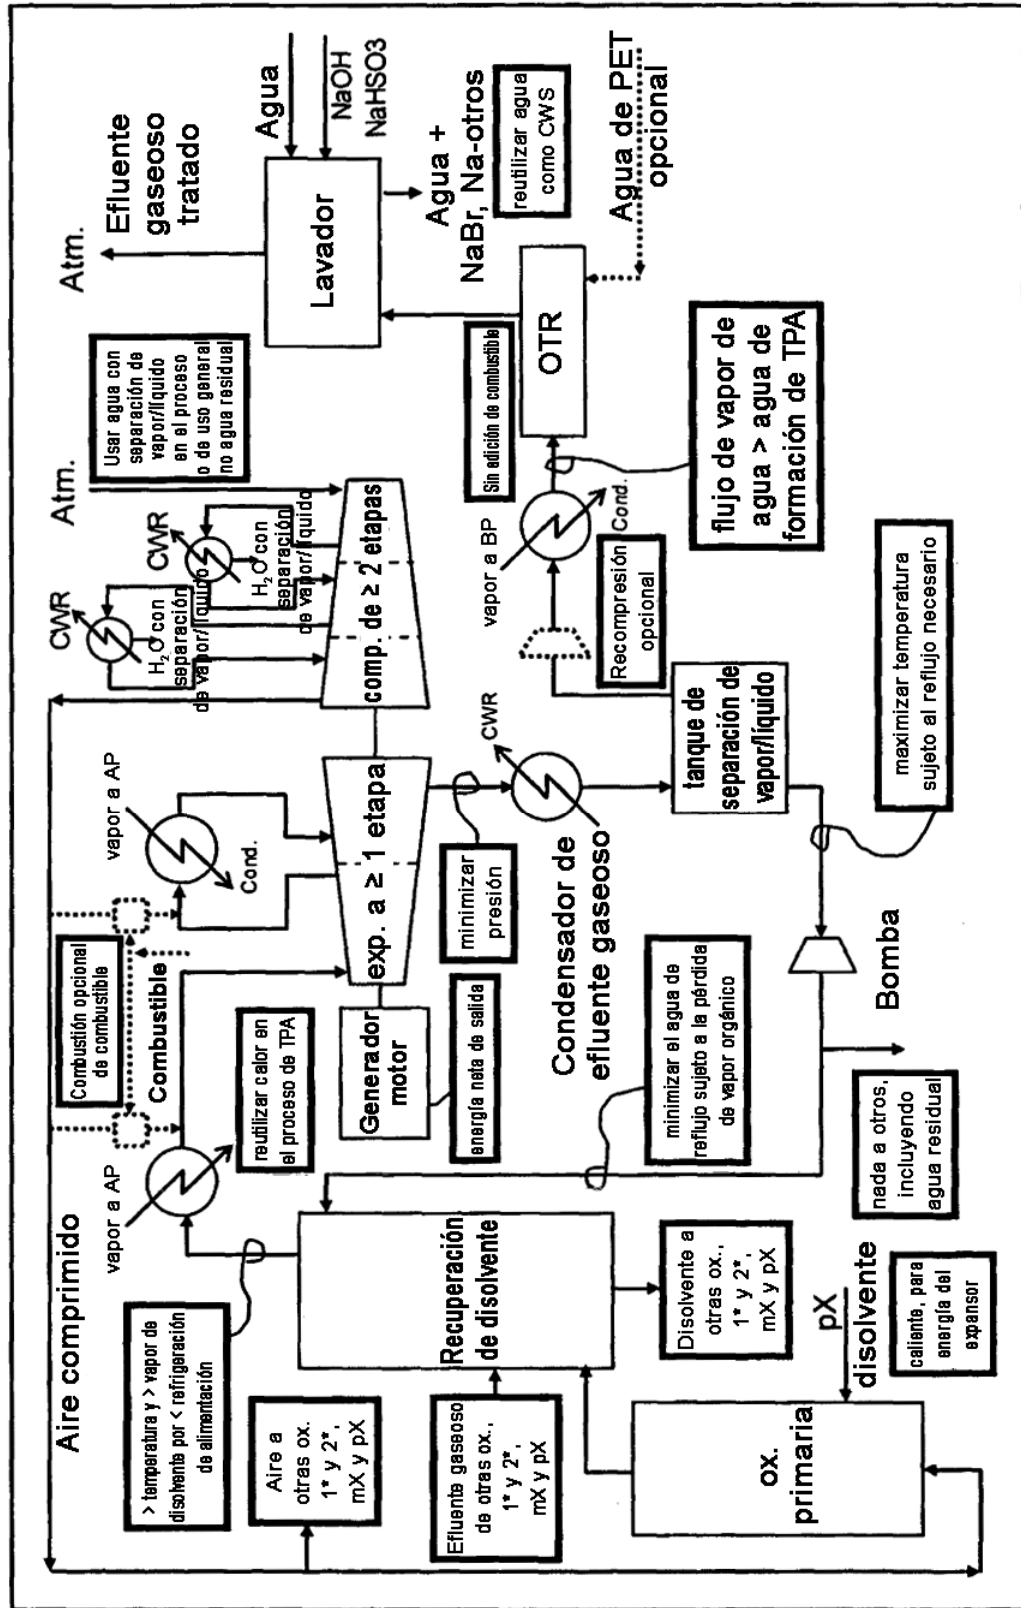 Aire comprimido
> temperatura y > vapor de
disolvente por < refrigeración
de alimentación
Aire a
otras ox.
1* y 2*,
mX y pX
Efluente gaseoso
de otras ox.,
1* y 2*,
mX y pX
ox.
primaria
pX
disolvente
caliente, para
energía del
expansor
Recuperación
de disolvente
Disolvente a
otras ox.,
1* y 2*,
mX y pX
vapor a AP
reutilizar calor en
el proceso de TPA
Combustión opcional
de combustible
Combustible
vapor a AP
Cond.
Generador
motor
energía neta de salida
exp. a ≥ 1 etapa
minimizar
presión
Condensador de
efluente gaseoso
CWR
minimizar el agua de
reflujo sujeto a la pérdida
de vapor orgánico
nada a otros,
incluyendo
agua residual
Bomba
maximizar temperatura
sujeto al reflujo necesario
tanque de
separación de
vapor/líquido
comp. de ≥ 2 etapas
CWR
H2O con
separación
de vapor/líquido
CWR
H2O con
separación
de vapor/líquido
Atm.
Usar agua con
separación de
vapor/líquido
en el proceso
o de uso general
no agua residual
Recompresión
opcional
vapor a BP
Cond.
Sin adición de combustible
flujo de vapor de
agua > agua de
formación de TPA
OTR
Agua de PET
opcional
Lavador
Atm.
Efluente
gaseoso
tratado
Agua
NaOH
NaHSO3
Agua +
NaBr, Na-otros
reutilizar agua
como CWS